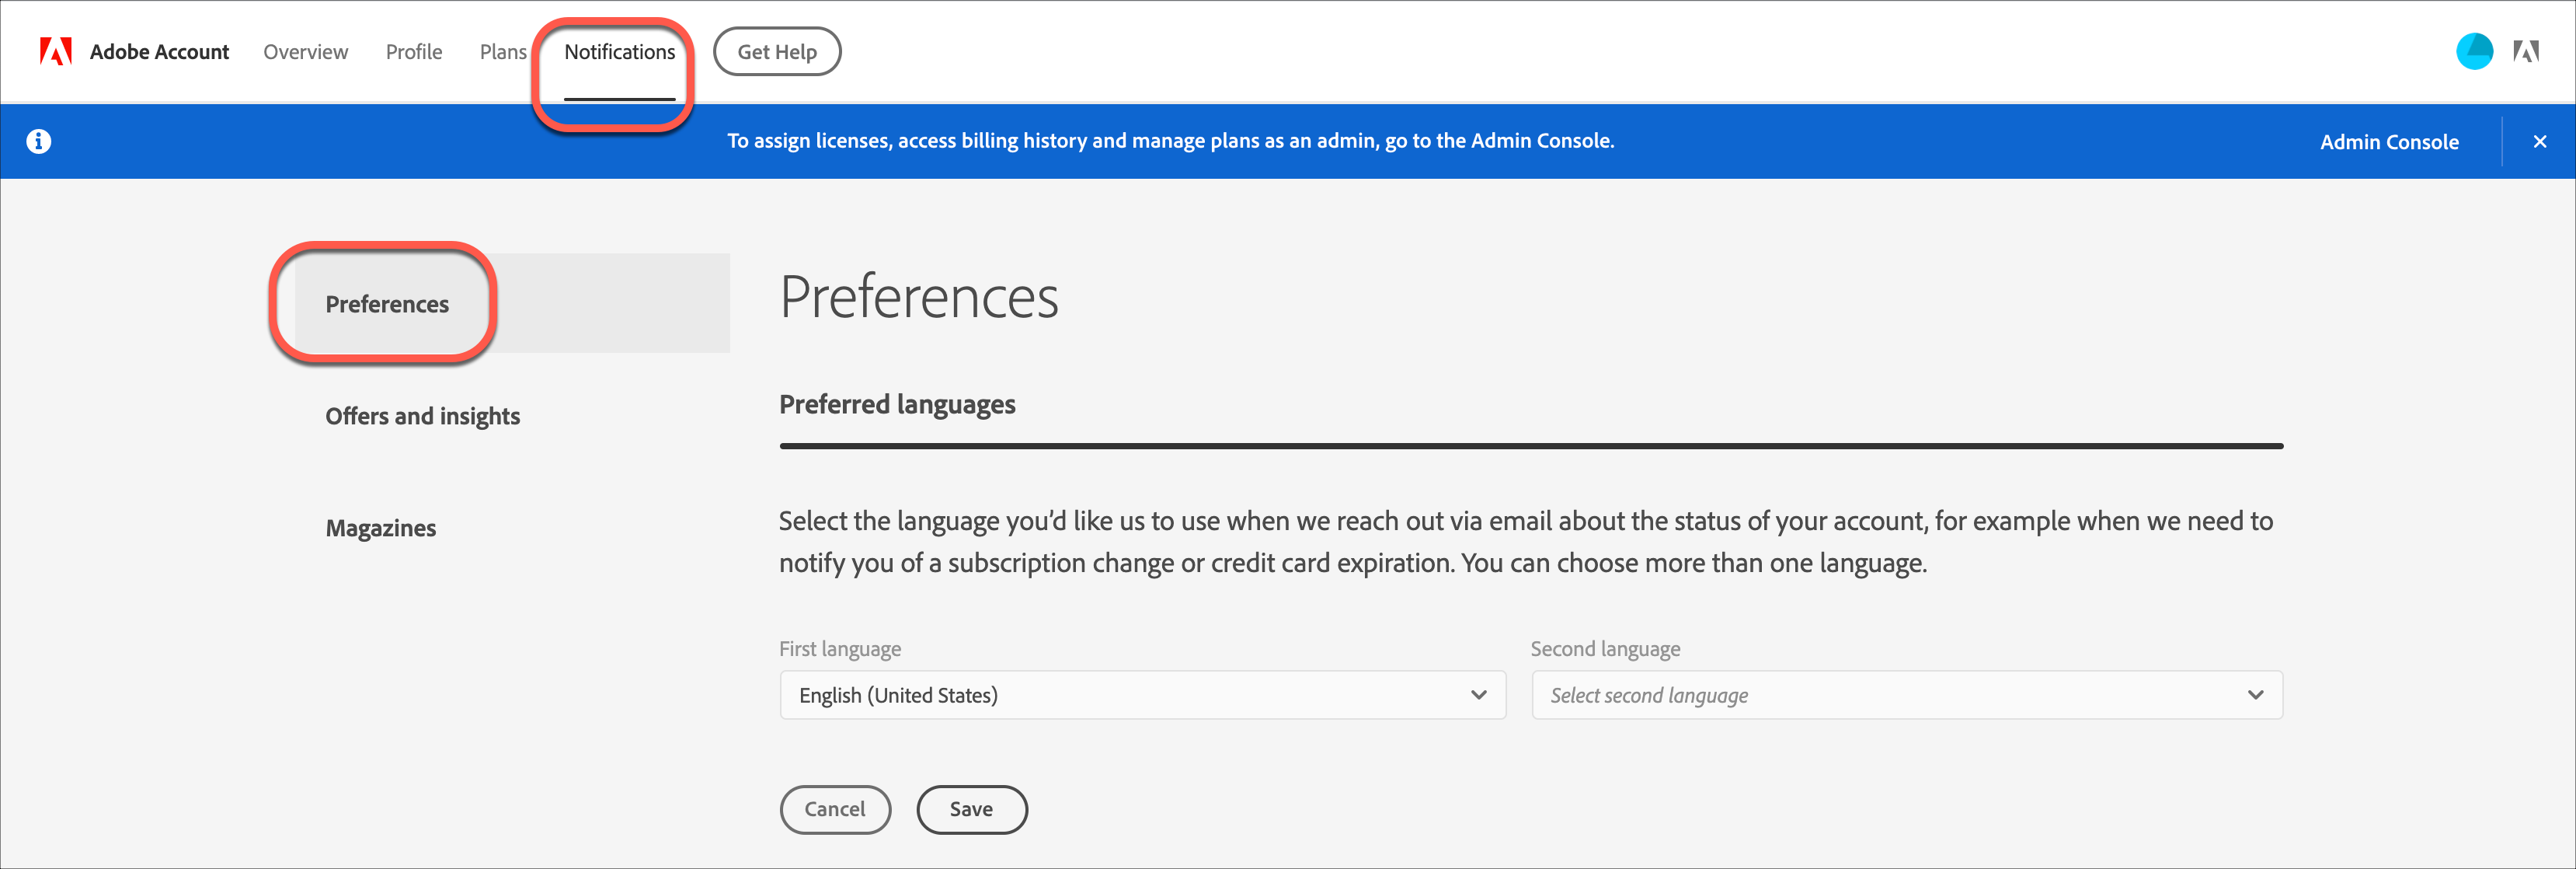 Adobe Account Overview Profile Plans Notifications Get Help
To assign licenses, access billing history and manage plans as an admin, go to the Admin Console. Admin Console
Preferences
Offers and insights
Magazines
Preferences
Preferred languages
Select the language you’d like us to use when we reach out via email about the status of your account, for example when we need to
notify you of a subscription change or credit card expiration. You can choose more than one language.
First language
English (United States)
Second language
Select second language
Cancel Save